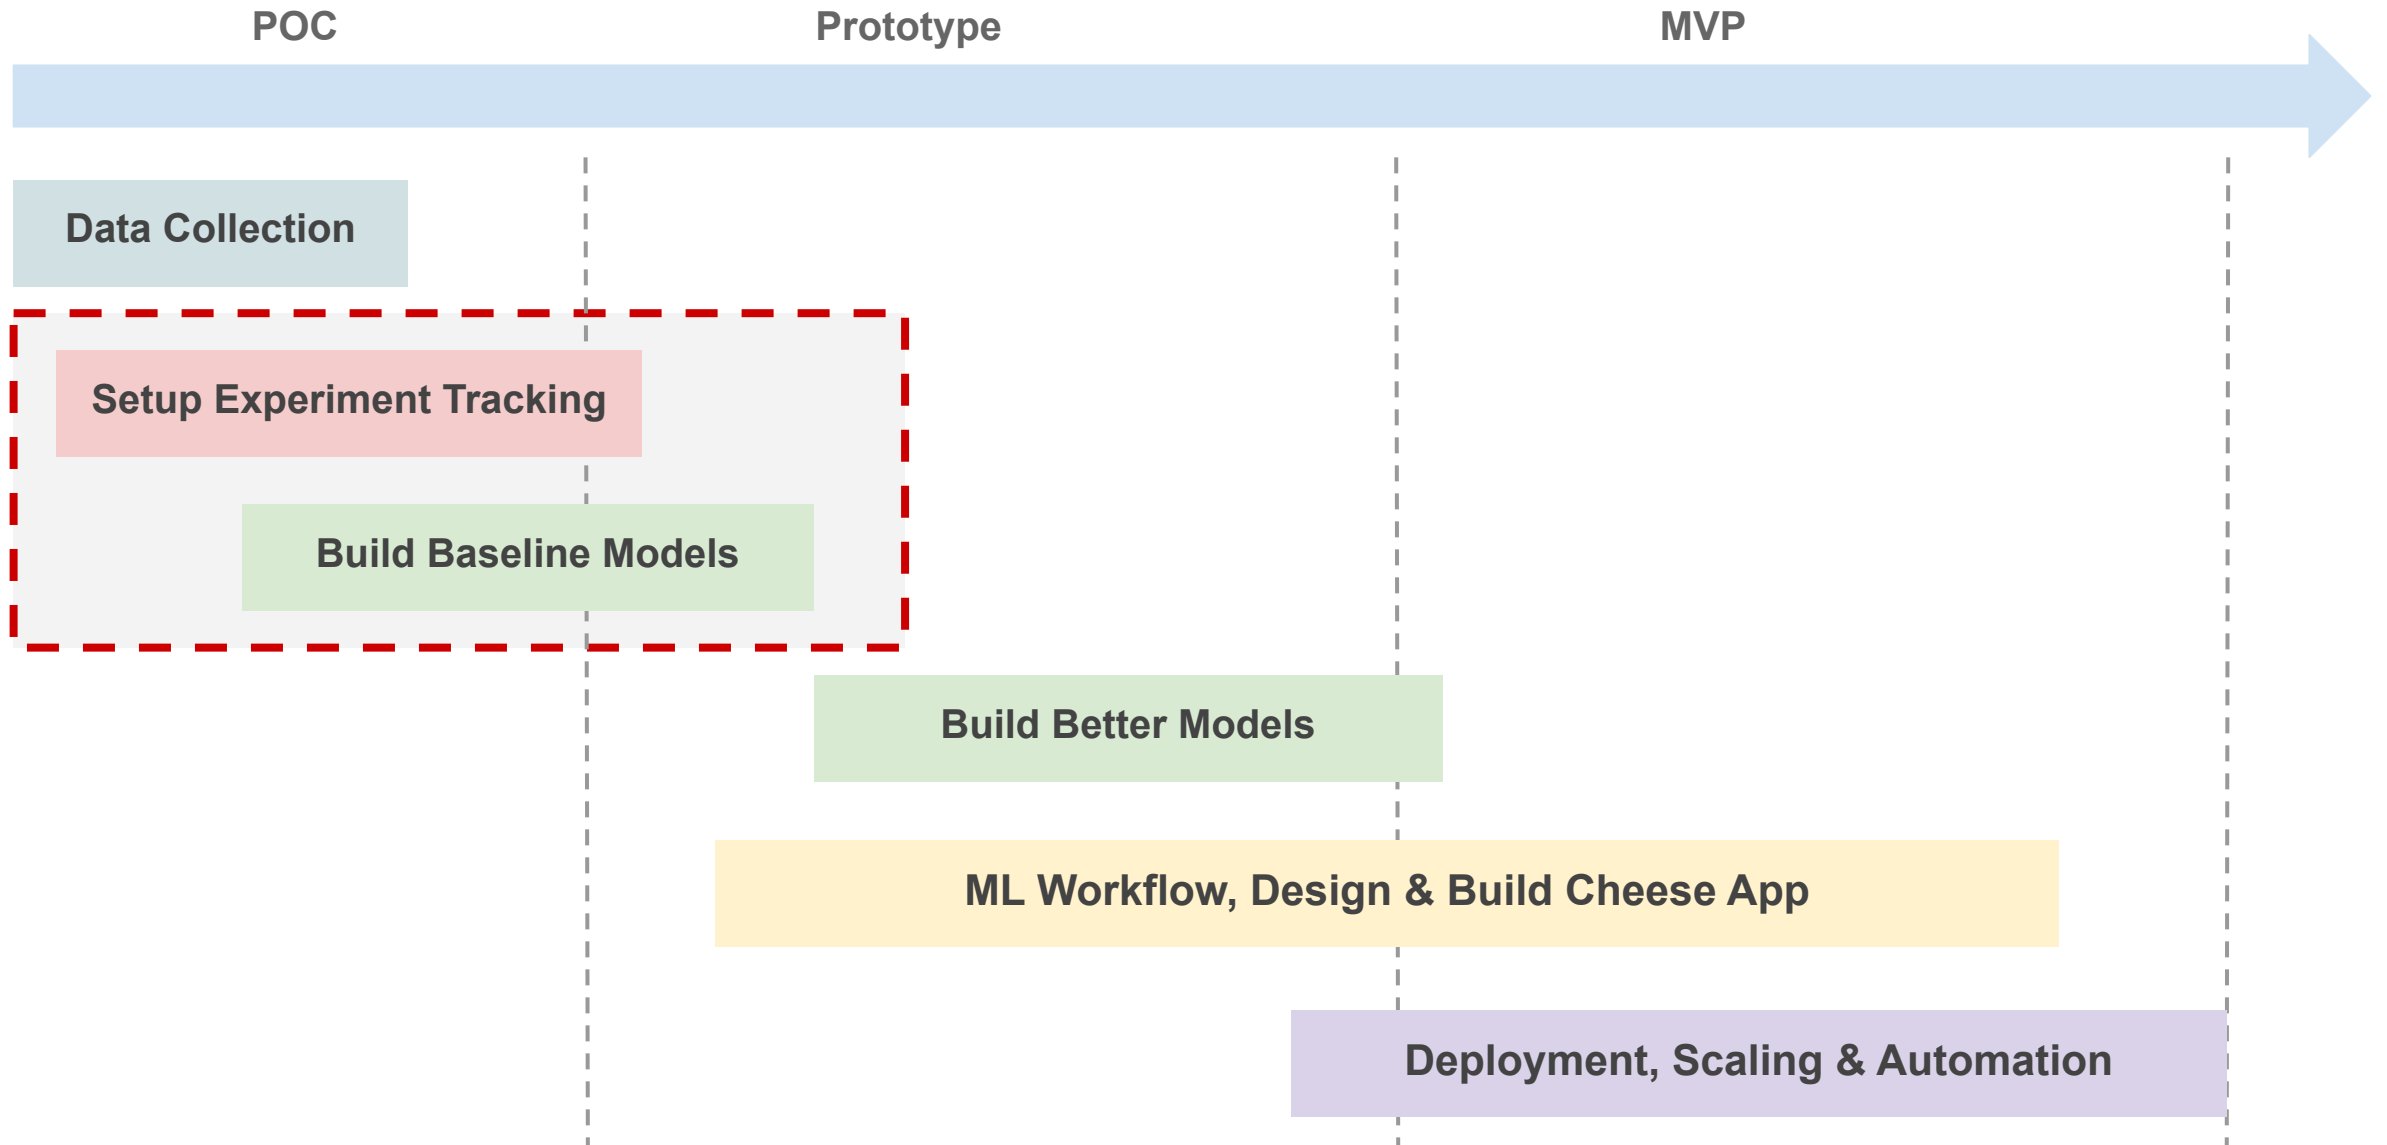 POC
Prototype
MVP
Data Collection
Setup Experiment Tracking
Build Baseline Models
Build Better Models
ML Workflow, Design & Build Cheese App
Deployment, Scaling & Automation